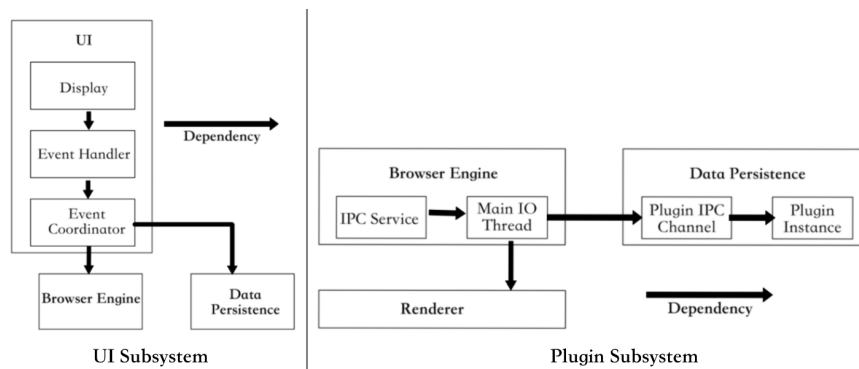 UI
Display
Event Handler
Event
Coordinator
Browser Engine
Data
Persistence
Dependency
UI Subsystem
Browser Engine
IPC Service
Main IO
Thread
Data Persistence
Plugin IPC
Channel
Plugin
Instance
Renderer
Dependency
Plugin Subsystem